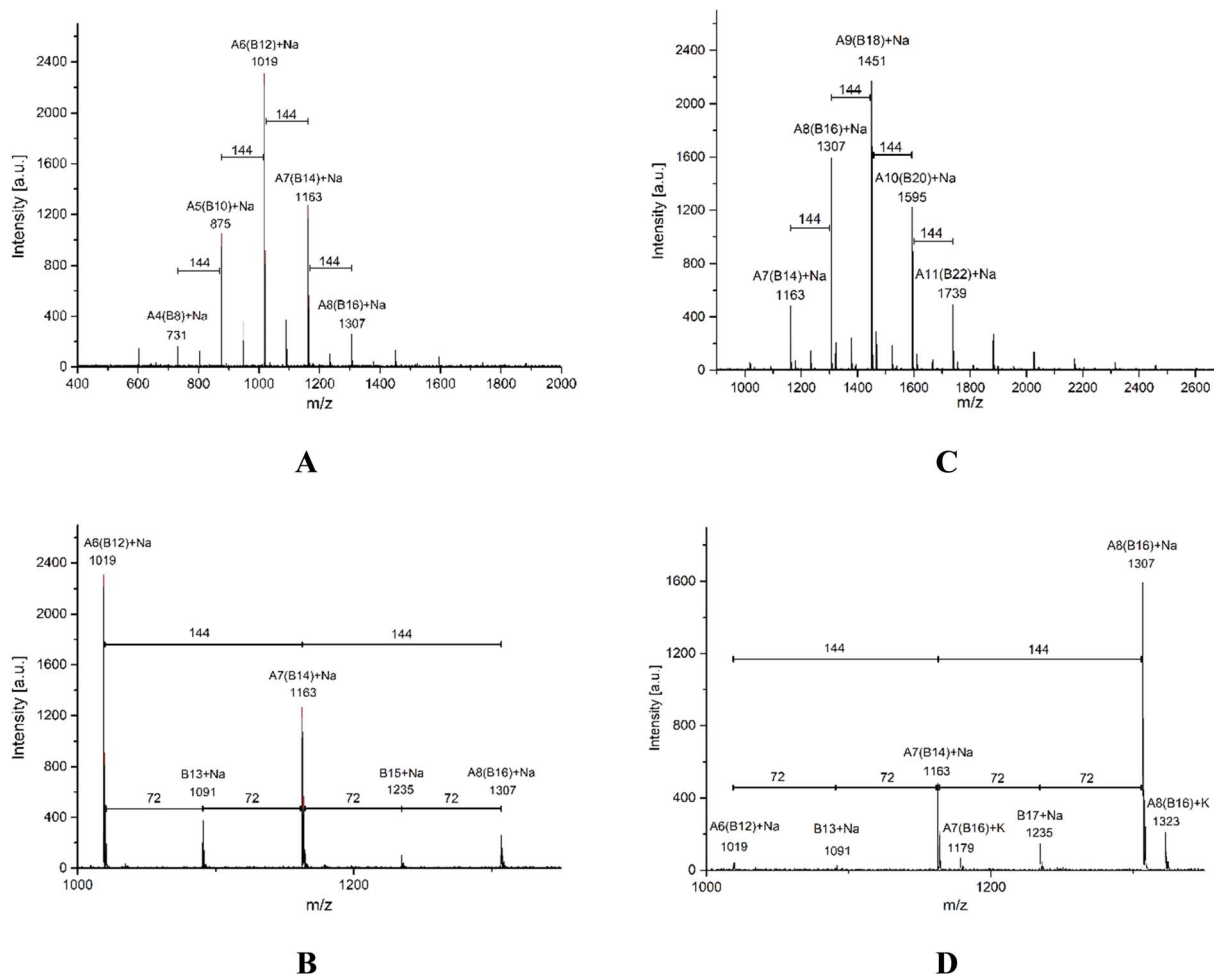 A6(B12)+Na
1019
144
144
A7(B14)+Na
1163
A5(B10)+Na
875
144
144
A4(B8)+Na
731
A8(B16)+Na
1307
2400
2000
1600
1200
800
400
0
Intensity [a.u.]
400 600 800 1000 1200 1400 1600 1800 2000
m/z
A
A9(B18)+Na
1451
144
A8(B16)+Na
1307
144
A10(B20)+Na
1595
144
144
A7(B14)+Na
1163
A11(B22)+Na
1739
2400
2000
1600
1200
800
400
0
Intensity [a.u.]
1000 1200 1400 1600 1800 2000 2200 2400 2600
m/z
C
A6(B12)+Na
1019
144
144
A7(B14)+Na
1163
B13+Na
1091
B15+Na
1235
A8(B16)+Na
1307
72
72
72
72
2400
2000
1600
1200
800
400
0
Intensity [a.u.]
1000 1200
m/z
B
A8(B16)+Na
1307
144
144
A7(B14)+Na
1163
72
72
72
72
A6(B12)+Na
1019
B13+Na
1091
A7(B16)+K
1179
B17+Na
1235
A8(B16)+K
1323
1600
1200
800
400
0
Intensity [a.u.]
1000 1200
m/z
D